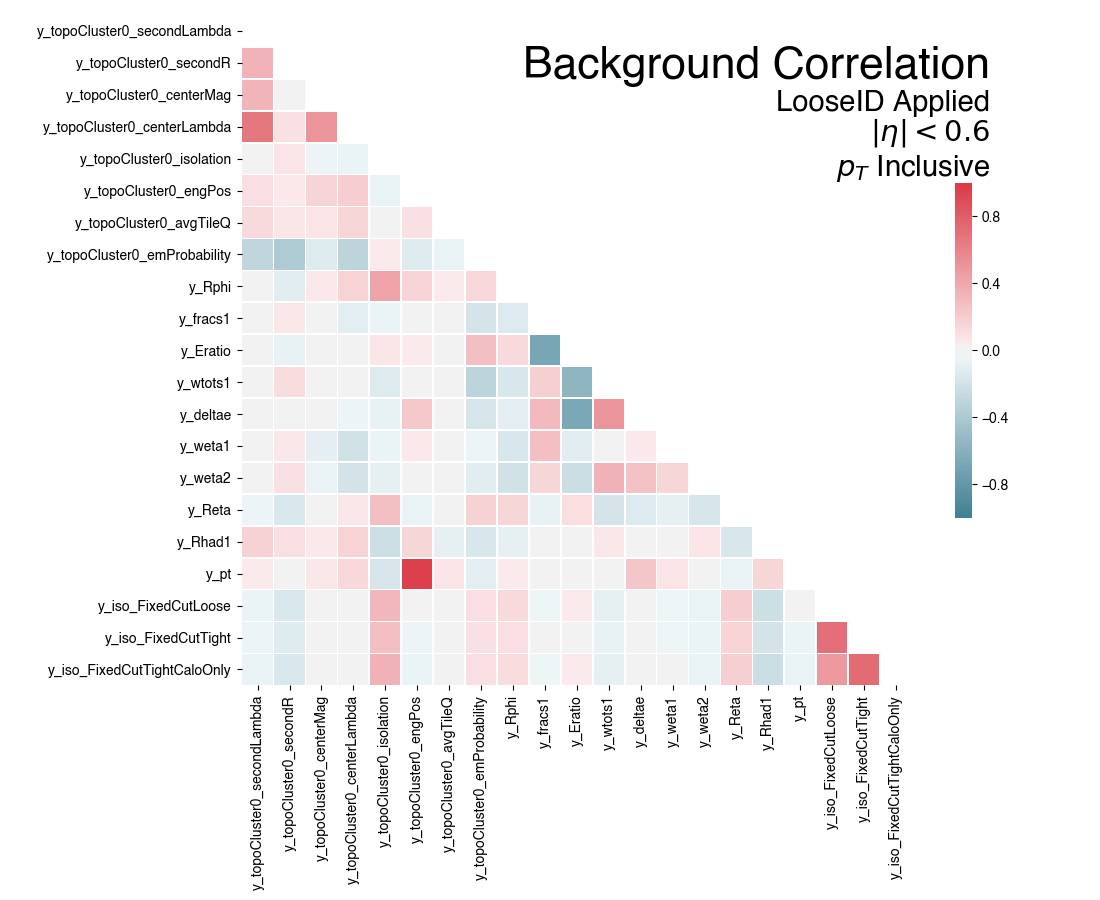 Background Correlation
LooseID Applied
|η| < 0.6
p_T Inclusive
y_topoCluster0_secondLambda
y_topoCluster0_secondR
y_topoCluster0_centerMag
y_topoCluster0_centerLambda
y_topoCluster0_isolation
y_topoCluster0_engPos
y_topoCluster0_avgTileQ
y_topoCluster0_emProbability
y_Rphi
y_fracs1
y_Eratio
y_wtots1
y_deltae
y_weta1
y_weta2
y_Reta
y_Rhad1
y_pt
y_iso_FixedCutLoose
y_iso_FixedCutTight
y_iso_FixedCutTightCaloOnly
0.8
0.4
0.0
−0.4
−0.8
y_topoCluster0_secondLambda
y_topoCluster0_secondR
y_topoCluster0_centerMag
y_topoCluster0_centerLambda
y_topoCluster0_isolation
y_topoCluster0_engPos
y_topoCluster0_avgTileQ
y_topoCluster0_emProbability
y_Rphi
y_fracs1
y_Eratio
y_wtots1
y_deltae
y_weta1
y_weta2
y_Reta
y_Rhad1
y_pt
y_iso_FixedCutLoose
y_iso_FixedCutTight
y_iso_FixedCutTightCaloOnly